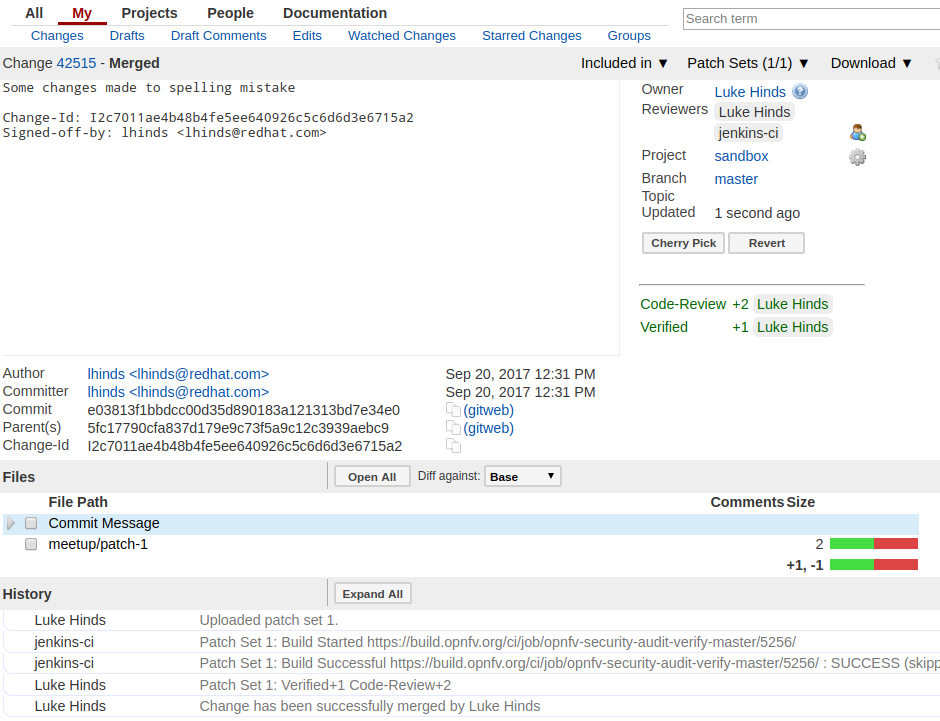 All My Projects People Documentation
Search term
Changes Drafts Draft Comments Edits Watched Changes Starred Changes Groups
Change 42515 - Merged Included in ▼ Patch Sets (1/1) ▼ Download ▼
Some changes made to spelling mistake
Change-Id: I2c7011ae4b48b4fe5ee640926c5c6d6d3e6715a2
Signed-off-by: lhinds <lhinds@redhat.com>
Owner Luke Hinds
Reviewers Luke Hinds
jenkins-ci
Project sandbox
Branch master
Topic
Updated 1 second ago
Cherry Pick Revert
Code-Review +2 Luke Hinds
Verified +1 Luke Hinds
Author lhinds <lhinds@redhat.com> Sep 20, 2017 12:31 PM
Committer lhinds <lhinds@redhat.com> Sep 20, 2017 12:31 PM
Commit e03813f1bbdcc00d35d890183a121313bd7e34e0 (gitweb)
Parent(s) 5fc17790cfa837d179e9c73f5a9c12c3939aebc9 (gitweb)
Change-Id I2c7011ae4b48b4fe5ee640926c5c6d6d3e6715a2
Files Open All Diff against: Base ▼
File Path Comments Size
Commit Message
meetup/patch-1 2
+1, -1
History Expand All
Luke Hinds Uploaded patch set 1.
jenkins-ci Patch Set 1: Build Started https://build.opnfv.org/ci/job/opnfv-security-audit-verify-master/5256/
jenkins-ci Patch Set 1: Build Successful https://build.opnfv.org/ci/job/opnfv-security-audit-verify-master/5256/ : SUCCESS (skipp
Luke Hinds Patch Set 1: Verified+1 Code-Review+2
Luke Hinds Change has been successfully merged by Luke Hinds